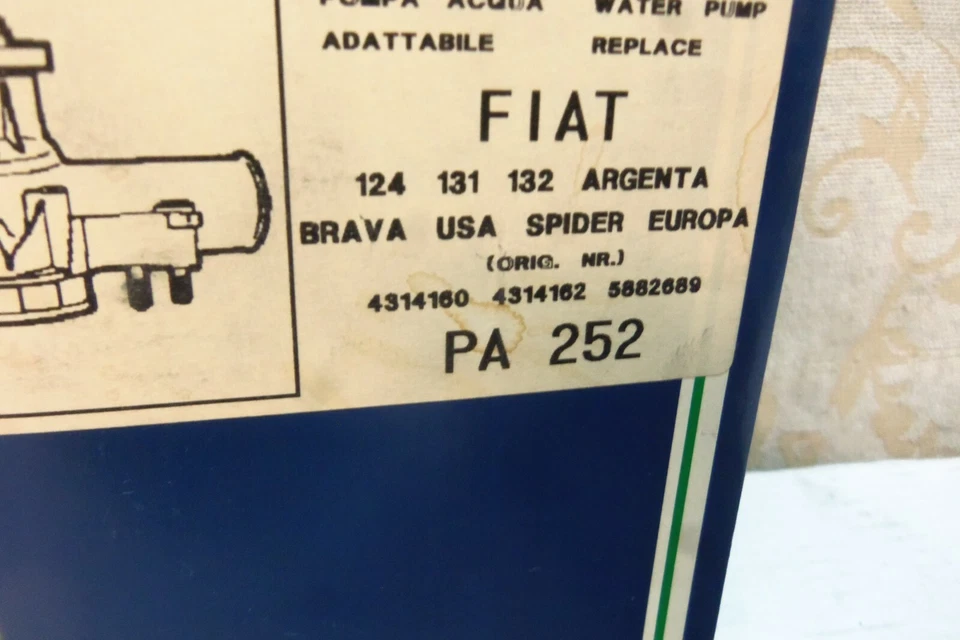 POMPA ACQUA WATER PUMP
ADATTABILE REPLACE
FIAT
124 131 132 ARGENTA
BRAVA USA SPIDER EUROPA
(ORIG. NR.)
4314160 4314162 5882689
PA 252